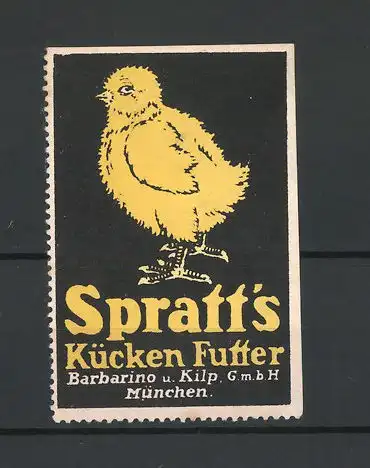 Spratt's
Kücken Futter
Barbarino u. Kilp, G.m.b.H
München.